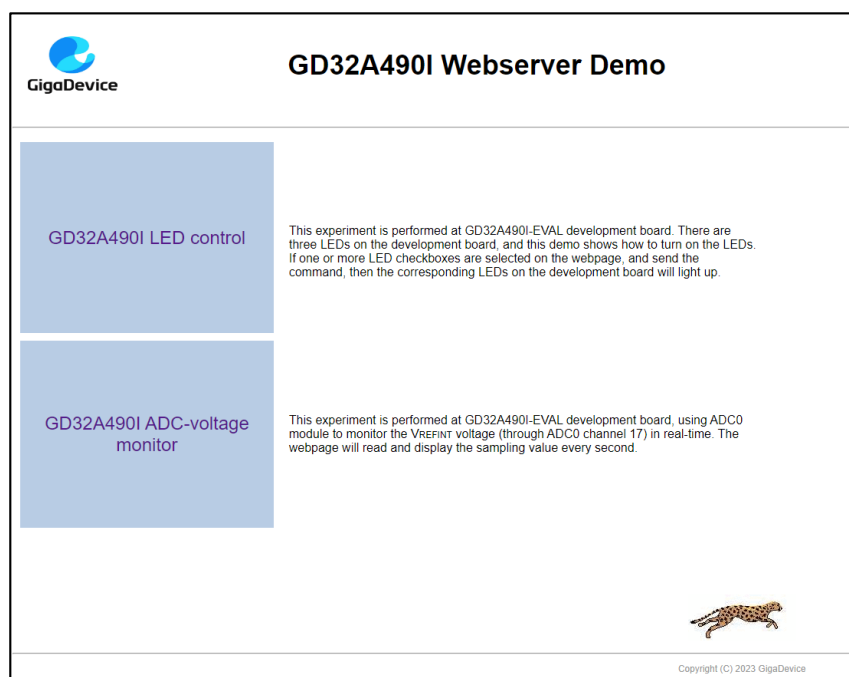 GigaDevice
GD32A490I Webserver Demo
GD32A490I LED control
This experiment is performed at GD32A490I-EVAL development board. There are
three LEDs on the development board, and this demo shows how to turn on the LEDs.
If one or more LED checkboxes are selected on the webpage, and send the
command, then the corresponding LEDs on the development board will light up.
GD32A490I ADC-voltage
monitor
This experiment is performed at GD32A490I-EVAL development board, using ADC0
module to monitor the VREFINT voltage (through ADC0 channel 17) in real-time. The
webpage will read and display the sampling value every second.
Copyright (C) 2023 GigaDevice